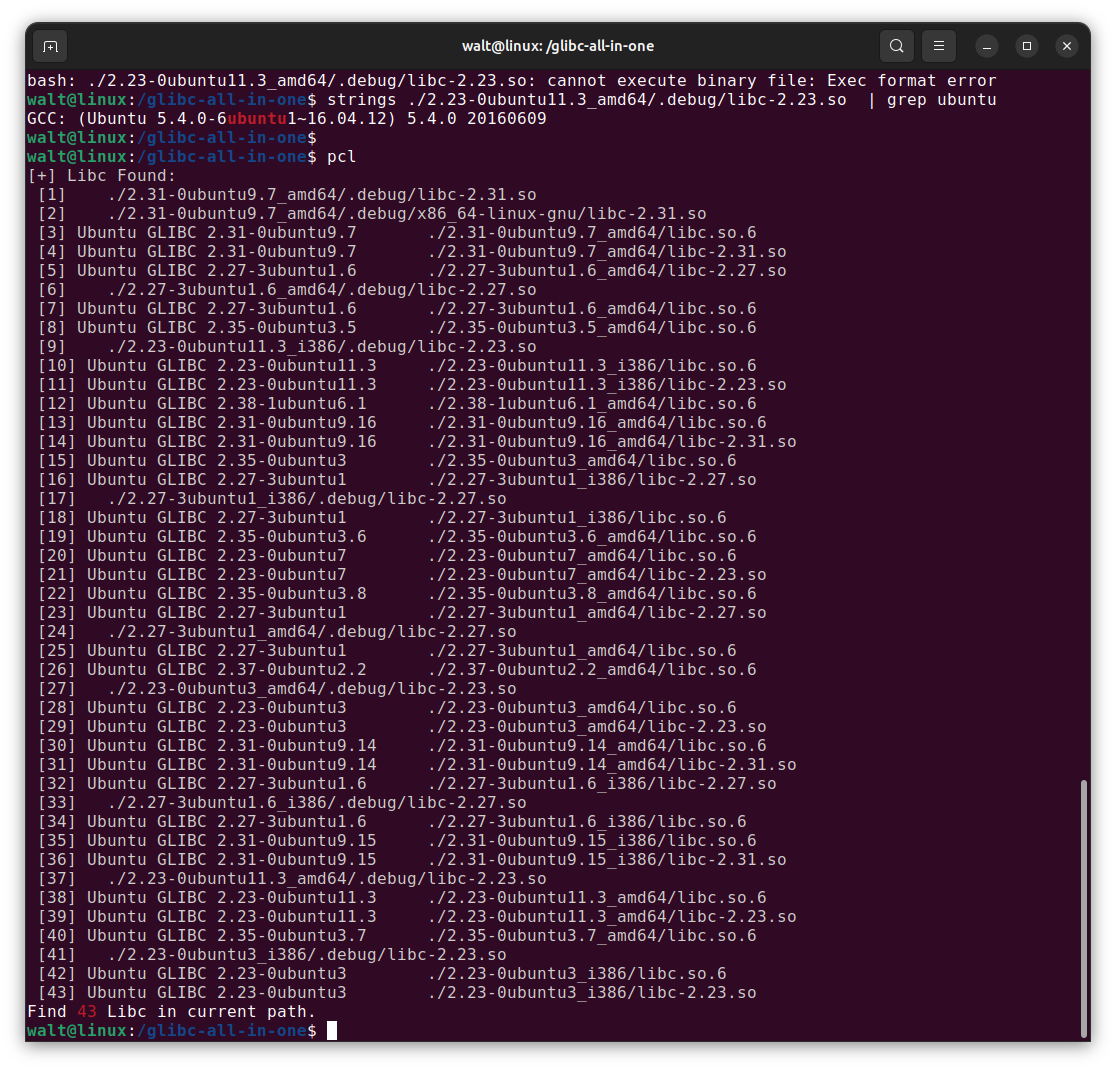 walt@linux: /glibc-all-in-one
bash: ./2.23-0ubuntu11.3_amd64/.debug/libc-2.23.so: cannot execute binary file: Exec format error
walt@linux:/glibc-all-in-one$ strings ./2.23-0ubuntu11.3_amd64/.debug/libc-2.23.so  | grep ubuntu
GCC: (Ubuntu 5.4.0-6ubuntu1~16.04.12) 5.4.0 20160609
walt@linux:/glibc-all-in-one$
walt@linux:/glibc-all-in-one$ pcl
[+] Libc Found:
 [1]    ./2.31-0ubuntu9.7_amd64/.debug/libc-2.31.so
 [2]    ./2.31-0ubuntu9.7_amd64/.debug/x86_64-linux-gnu/libc-2.31.so
 [3] Ubuntu GLIBC 2.31-0ubuntu9.7       ./2.31-0ubuntu9.7_amd64/libc.so.6
 [4] Ubuntu GLIBC 2.31-0ubuntu9.7       ./2.31-0ubuntu9.7_amd64/libc-2.31.so
 [5] Ubuntu GLIBC 2.27-3ubuntu1.6       ./2.27-3ubuntu1.6_amd64/libc-2.27.so
 [6]    ./2.27-3ubuntu1.6_amd64/.debug/libc-2.27.so
 [7] Ubuntu GLIBC 2.27-3ubuntu1.6       ./2.27-3ubuntu1.6_amd64/libc.so.6
 [8] Ubuntu GLIBC 2.35-0ubuntu3.5       ./2.35-0ubuntu3.5_amd64/libc.so.6
 [9]    ./2.23-0ubuntu11.3_i386/.debug/libc-2.23.so
 [10] Ubuntu GLIBC 2.23-0ubuntu11.3     ./2.23-0ubuntu11.3_i386/libc.so.6
 [11] Ubuntu GLIBC 2.23-0ubuntu11.3     ./2.23-0ubuntu11.3_i386/libc-2.23.so
 [12] Ubuntu GLIBC 2.38-1ubuntu6.1      ./2.38-1ubuntu6.1_amd64/libc.so.6
 [13] Ubuntu GLIBC 2.31-0ubuntu9.16     ./2.31-0ubuntu9.16_amd64/libc.so.6
 [14] Ubuntu GLIBC 2.31-0ubuntu9.16     ./2.31-0ubuntu9.16_amd64/libc-2.31.so
 [15] Ubuntu GLIBC 2.35-0ubuntu3        ./2.35-0ubuntu3_amd64/libc.so.6
 [16] Ubuntu GLIBC 2.27-3ubuntu1        ./2.27-3ubuntu1_i386/libc-2.27.so
 [17]   ./2.27-3ubuntu1_i386/.debug/libc-2.27.so
 [18] Ubuntu GLIBC 2.27-3ubuntu1        ./2.27-3ubuntu1_i386/libc.so.6
 [19] Ubuntu GLIBC 2.35-0ubuntu3.6      ./2.35-0ubuntu3.6_amd64/libc.so.6
 [20] Ubuntu GLIBC 2.23-0ubuntu7        ./2.23-0ubuntu7_amd64/libc.so.6
 [21] Ubuntu GLIBC 2.23-0ubuntu7        ./2.23-0ubuntu7_amd64/libc-2.23.so
 [22] Ubuntu GLIBC 2.35-0ubuntu3.8      ./2.35-0ubuntu3.8_amd64/libc.so.6
 [23] Ubuntu GLIBC 2.27-3ubuntu1        ./2.27-3ubuntu1_amd64/libc-2.27.so
 [24]   ./2.27-3ubuntu1_amd64/.debug/libc-2.27.so
 [25] Ubuntu GLIBC 2.27-3ubuntu1        ./2.27-3ubuntu1_amd64/libc.so.6
 [26] Ubuntu GLIBC 2.37-0ubuntu2.2      ./2.37-0ubuntu2.2_amd64/libc.so.6
 [27]   ./2.23-0ubuntu3_amd64/.debug/libc-2.23.so
 [28] Ubuntu GLIBC 2.23-0ubuntu3        ./2.23-0ubuntu3_amd64/libc.so.6
 [29] Ubuntu GLIBC 2.23-0ubuntu3        ./2.23-0ubuntu3_amd64/libc-2.23.so
 [30] Ubuntu GLIBC 2.31-0ubuntu9.14     ./2.31-0ubuntu9.14_amd64/libc.so.6
 [31] Ubuntu GLIBC 2.31-0ubuntu9.14     ./2.31-0ubuntu9.14_amd64/libc-2.31.so
 [32] Ubuntu GLIBC 2.27-3ubuntu1.6      ./2.27-3ubuntu1.6_i386/libc-2.27.so
 [33]   ./2.27-3ubuntu1.6_i386/.debug/libc-2.27.so
 [34] Ubuntu GLIBC 2.27-3ubuntu1.6      ./2.27-3ubuntu1.6_i386/libc.so.6
 [35] Ubuntu GLIBC 2.31-0ubuntu9.15     ./2.31-0ubuntu9.15_i386/libc.so.6
 [36] Ubuntu GLIBC 2.31-0ubuntu9.15     ./2.31-0ubuntu9.15_i386/libc-2.31.so
 [37]   ./2.23-0ubuntu11.3_amd64/.debug/libc-2.23.so
 [38] Ubuntu GLIBC 2.23-0ubuntu11.3     ./2.23-0ubuntu11.3_amd64/libc.so.6
 [39] Ubuntu GLIBC 2.23-0ubuntu11.3     ./2.23-0ubuntu11.3_amd64/libc-2.23.so
 [40] Ubuntu GLIBC 2.35-0ubuntu3.7      ./2.35-0ubuntu3.7_amd64/libc.so.6
 [41]   ./2.23-0ubuntu3_i386/.debug/libc-2.23.so
 [42] Ubuntu GLIBC 2.23-0ubuntu3        ./2.23-0ubuntu3_i386/libc.so.6
 [43] Ubuntu GLIBC 2.23-0ubuntu3        ./2.23-0ubuntu3_i386/libc-2.23.so
Find 43 Libc in current path.
walt@linux:/glibc-all-in-one$